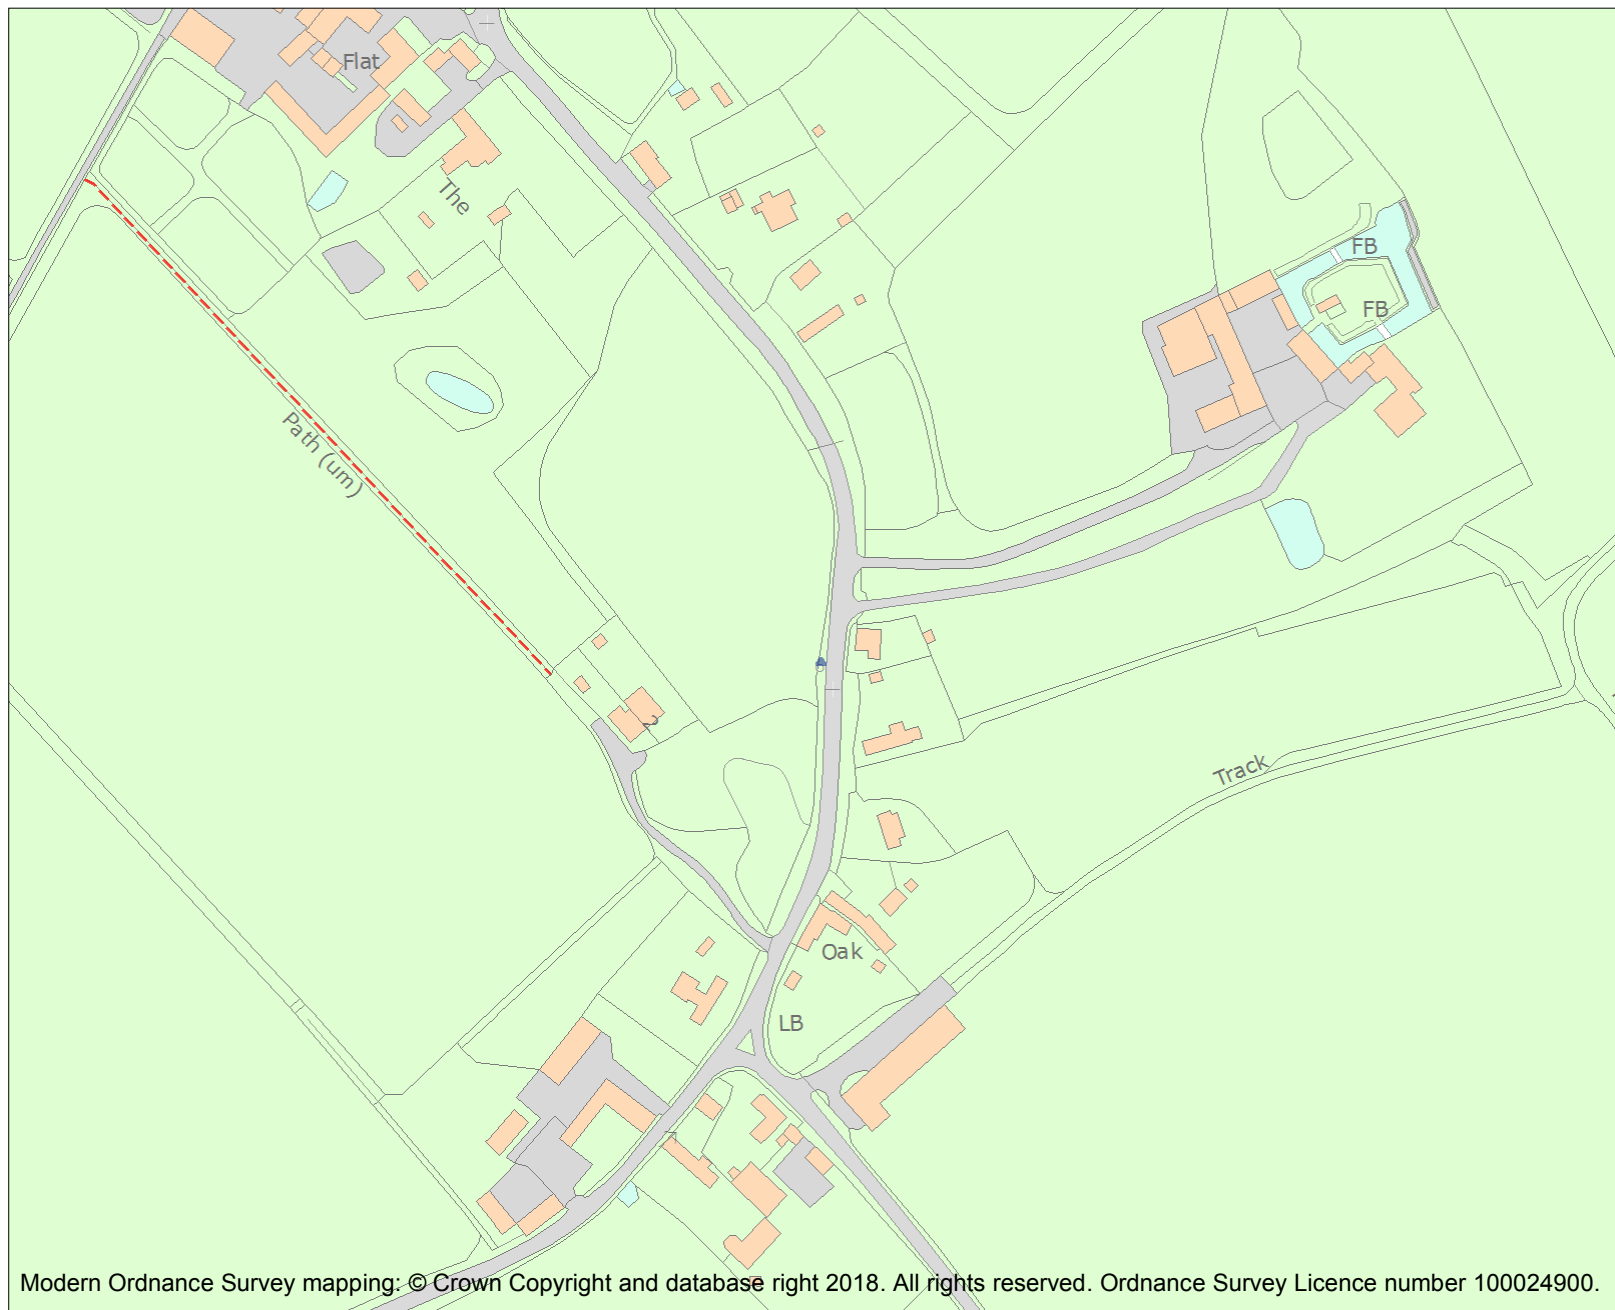 Flat
The
FB
FB
Path (um)
2
Track
Oak
LB
Modern Ordnance Survey mapping: © Crown Copyright and database right 2018. All rights reserved. Ordnance Survey Licence number 100024900.